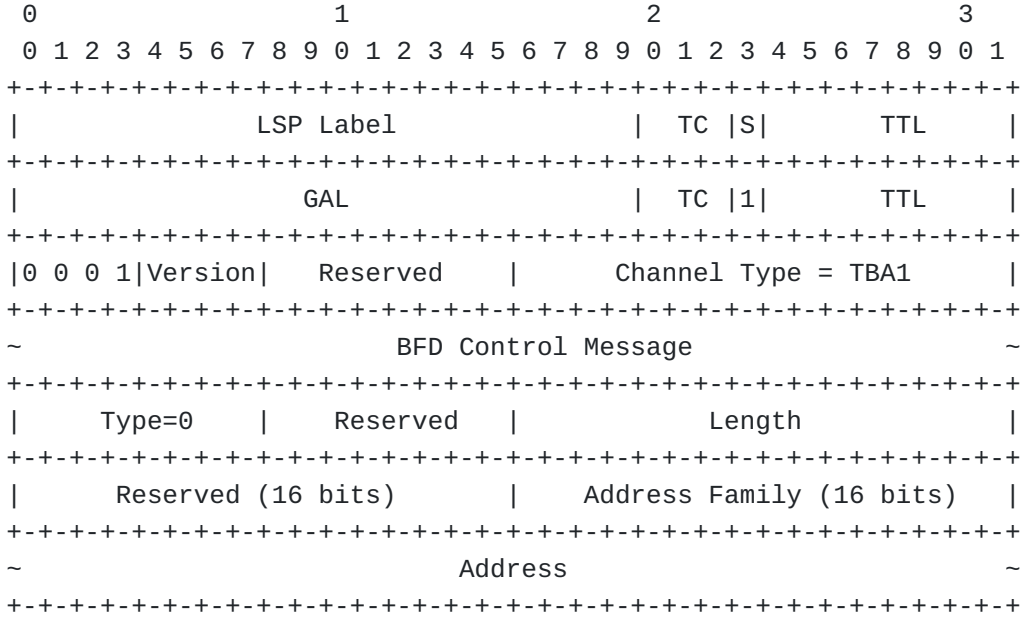 0                   1                   2                   3
 0 1 2 3 4 5 6 7 8 9 0 1 2 3 4 5 6 7 8 9 0 1 2 3 4 5 6 7 8 9 0 1
+-+-+-+-+-+-+-+-+-+-+-+-+-+-+-+-+-+-+-+-+-+-+-+-+-+-+-+-+-+-+-+-+
|               LSP Label               |  TC |S|       TTL     |
+-+-+-+-+-+-+-+-+-+-+-+-+-+-+-+-+-+-+-+-+-+-+-+-+-+-+-+-+-+-+-+-+
|                  GAL                  |  TC |1|       TTL     |
+-+-+-+-+-+-+-+-+-+-+-+-+-+-+-+-+-+-+-+-+-+-+-+-+-+-+-+-+-+-+-+-+
|0 0 0 1|Version|   Reserved    |      Channel Type = TBA1      |
+-+-+-+-+-+-+-+-+-+-+-+-+-+-+-+-+-+-+-+-+-+-+-+-+-+-+-+-+-+-+-+-+
~                        BFD Control Message                    ~
+-+-+-+-+-+-+-+-+-+-+-+-+-+-+-+-+-+-+-+-+-+-+-+-+-+-+-+-+-+-+-+-+
|     Type=0    |    Reserved   |            Length             |
+-+-+-+-+-+-+-+-+-+-+-+-+-+-+-+-+-+-+-+-+-+-+-+-+-+-+-+-+-+-+-+-+
|      Reserved (16 bits)       |    Address Family (16 bits)   |
+-+-+-+-+-+-+-+-+-+-+-+-+-+-+-+-+-+-+-+-+-+-+-+-+-+-+-+-+-+-+-+-+
~                            Address                            ~
+-+-+-+-+-+-+-+-+-+-+-+-+-+-+-+-+-+-+-+-+-+-+-+-+-+-+-+-+-+-+-+-+